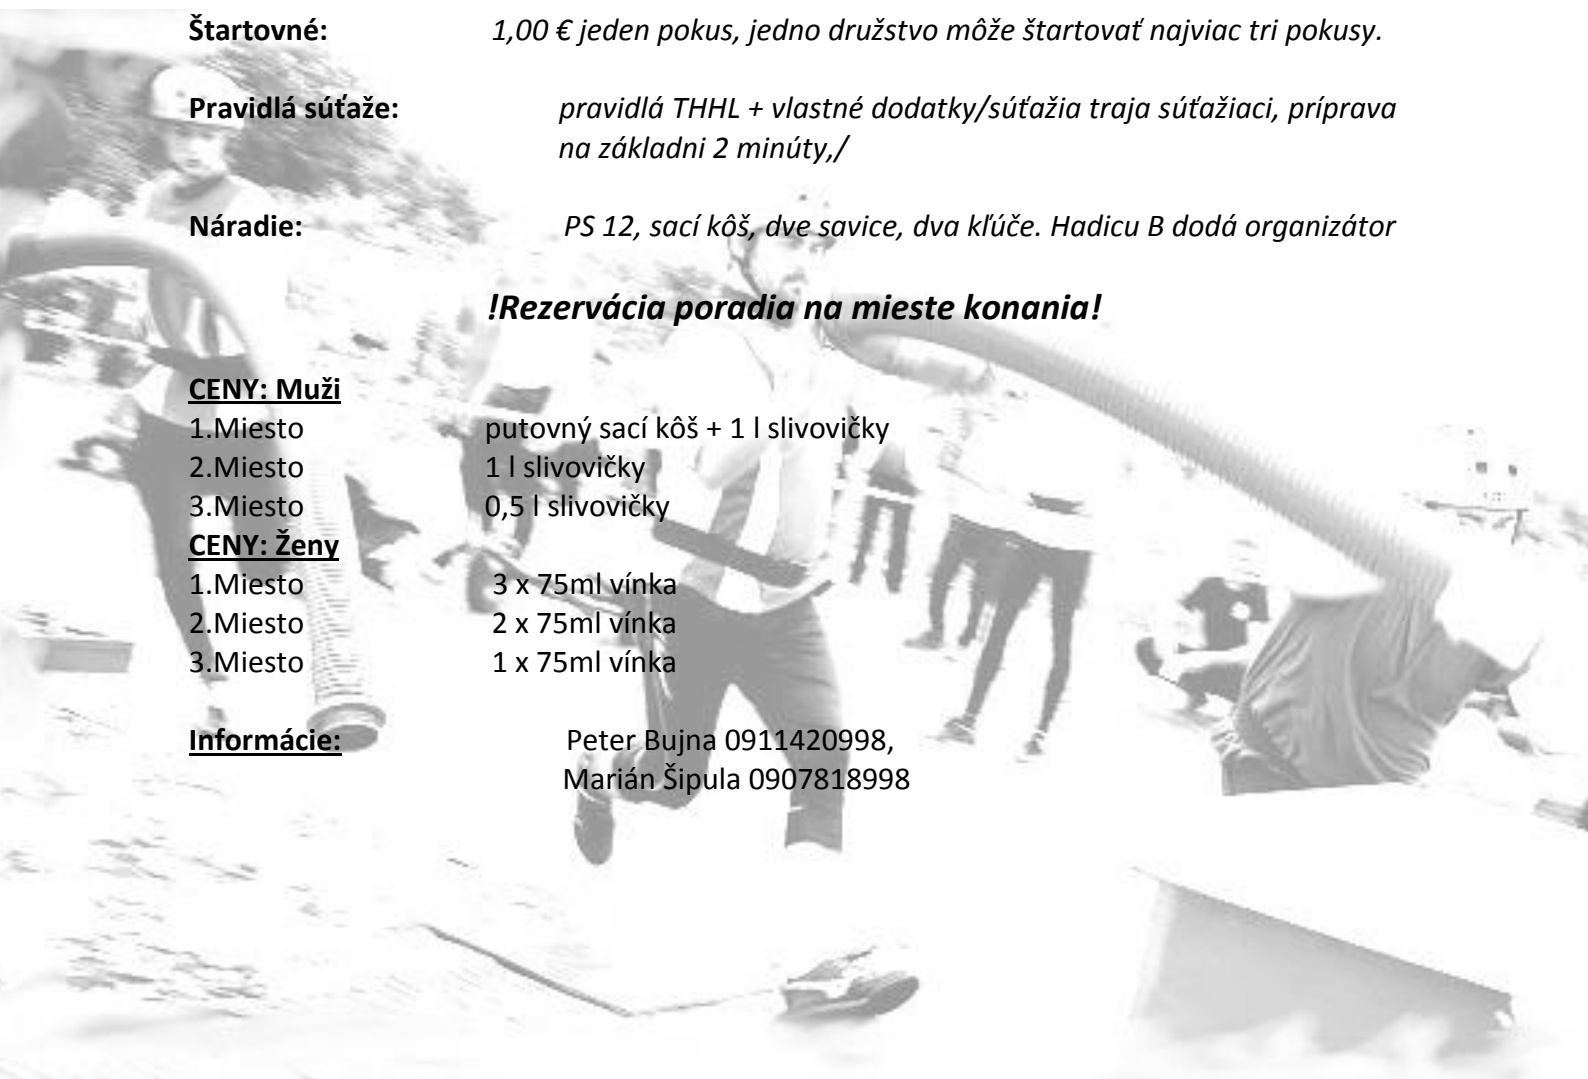 Štartovné: 1,00 € jeden pokus, jedno družstvo môže štartovať najviac tri pokusy.
Pravidlá súťaže: pravidlá THHL + vlastné dodatky/súťažia traja súťažiaci, príprava
na základni 2 minúty,/
Náradie: PS 12, sací kôš, dve savice, dva kľúče. Hadicu B dodá organizátor
!Rezervácia poradia na mieste konania!
CENY: Muži
1.Miesto putovný sací kôš + 1 l slivovičky
2.Miesto 1 l slivovičky
3.Miesto 0,5 l slivovičky
CENY: Ženy
1.Miesto 3 x 75ml vínka
2.Miesto 2 x 75ml vínka
3.Miesto 1 x 75ml vínka
Informácie: Peter Bujna 0911420998,
Marián Šipula 0907818998